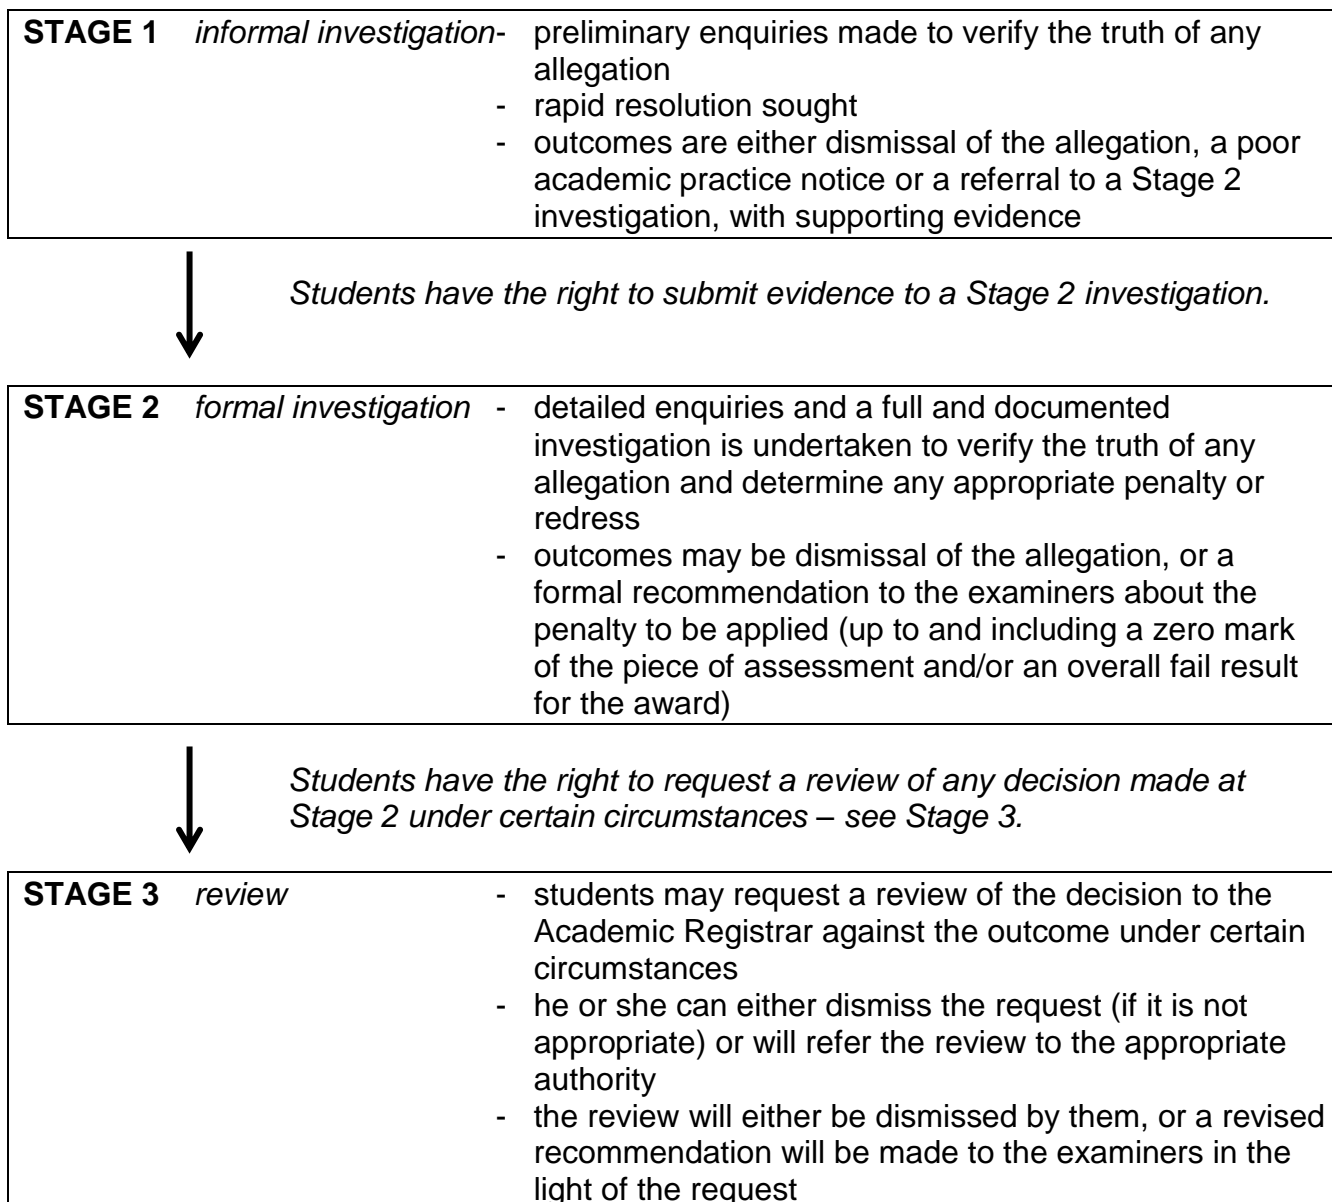 STAGE 1 informal investigation- preliminary enquiries made to verify the truth of any
allegation
- rapid resolution sought
- outcomes are either dismissal of the allegation, a poor
academic practice notice or a referral to a Stage 2
investigation, with supporting evidence
Students have the right to submit evidence to a Stage 2 investigation.
STAGE 2 formal investigation - detailed enquiries and a full and documented
investigation is undertaken to verify the truth of any
allegation and determine any appropriate penalty or
redress
- outcomes may be dismissal of the allegation, or a
formal recommendation to the examiners about the
penalty to be applied (up to and including a zero mark
of the piece of assessment and/or an overall fail result
for the award)
Students have the right to request a review of any decision made at
Stage 2 under certain circumstances – see Stage 3.
STAGE 3 review - students may request a review of the decision to the
Academic Registrar against the outcome under certain
circumstances
- he or she can either dismiss the request (if it is not
appropriate) or will refer the review to the appropriate
authority
- the review will either be dismissed by them, or a revised
recommendation will be made to the examiners in the
light of the request